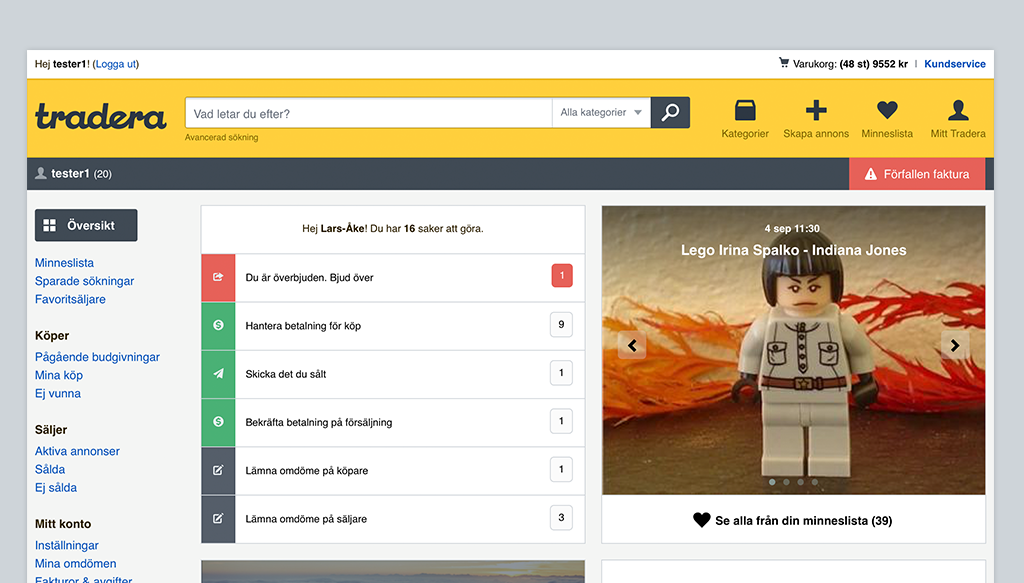 Hej tester1! (Logga ut)
Varukorg: (48 st) 9552 kr | Kundservice
tradera
Vad letar du efter?
Alla kategorier
Avancerad sökning
Kategorier
Skapa annons
Minneslista
Mitt Tradera
tester1 (20)
Förfallen faktura
Översikt
Minneslista
Sparade sökningar
Favoritsäljare
Köper
Pågående budgivningar
Mina köp
Ej vunna
Säljer
Aktiva annonser
Sålda
Ej sålda
Mitt konto
Inställningar
Mina omdömen
Fakturor & avgifter
Hej Lars-Åke! Du har 16 saker att göra.
Du är överbjuden. Bjud över 1
Hantera betalning för köp 9
Skicka det du sålt 1
Bekräfta betalning på försäljning 1
Lämna omdöme på köpare 1
Lämna omdöme på säljare 3
4 sep 11:30
Lego Irina Spalko - Indiana Jones
Se alla från din minneslista (39)